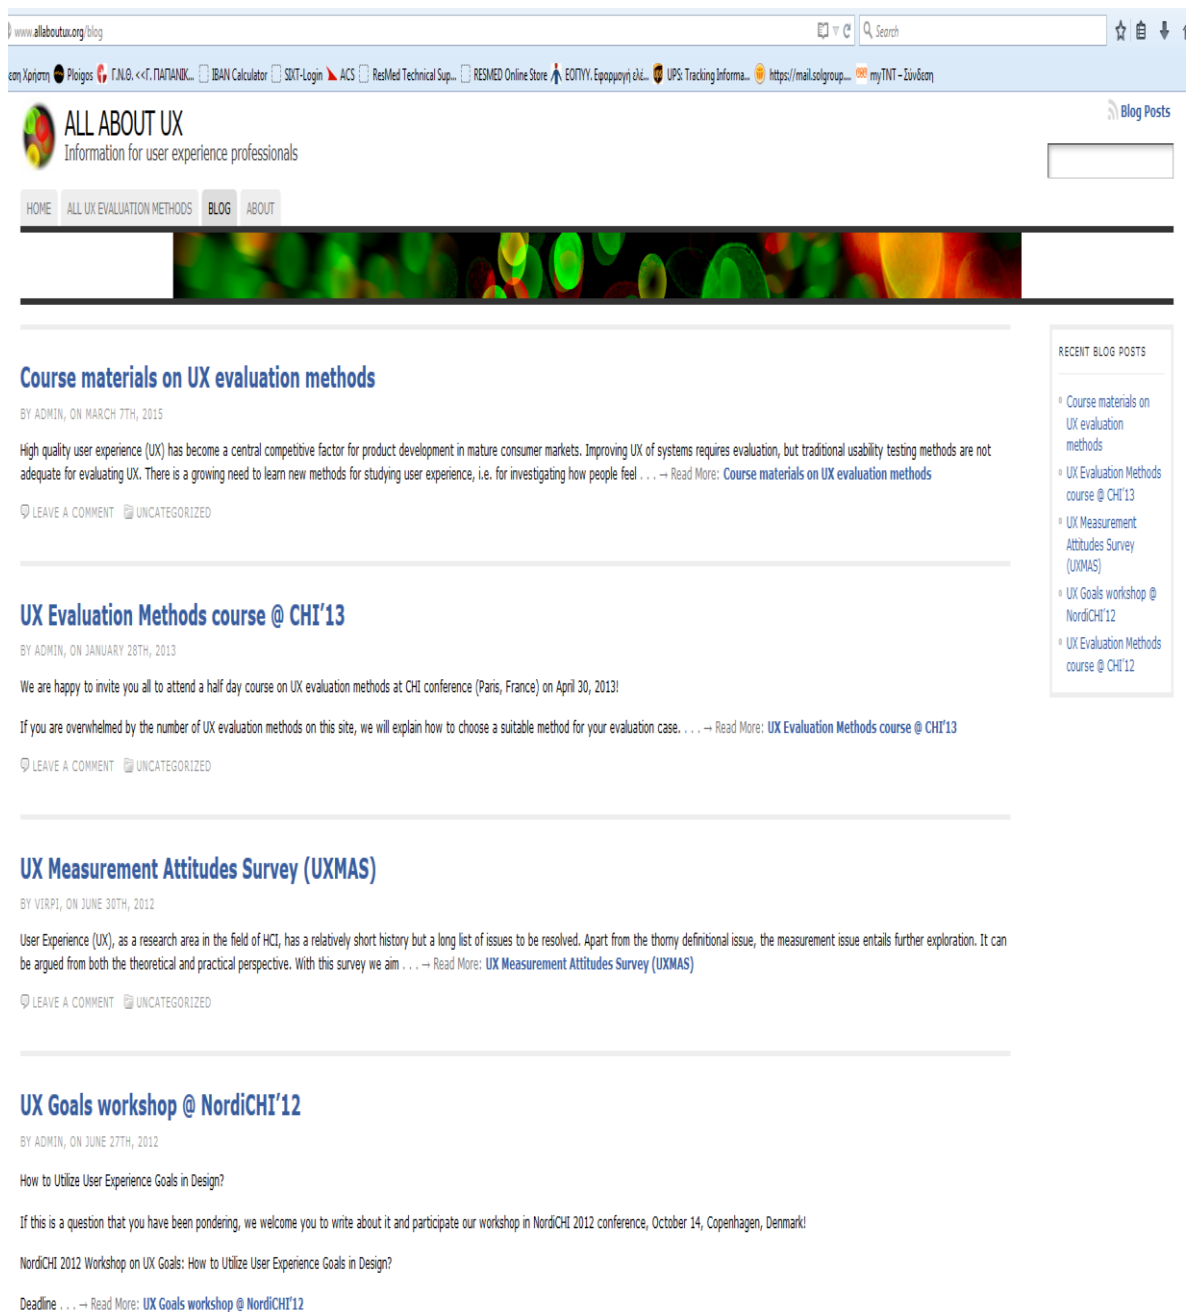 www.allaboutux.org/blog
Search
εση Χρήστη Ploigos Γ.Ν.Θ. <<Γ. ΠΑΠΑΝΙΚ... IBAN Calculator SIXT-Login ACS ResMed Technical Sup... RESMED Online Store ΕΟΠΥΥ. Εφαρμογή ελέ... UPS: Tracking Informa... https://mail.solgroup.... myTNT – Σύνδεση
Blog Posts
ALL ABOUT UX
Information for user experience professionals
HOME ALL UX EVALUATION METHODS BLOG ABOUT
Course materials on UX evaluation methods
BY ADMIN, ON MARCH 7TH, 2015
High quality user experience (UX) has become a central competitive factor for product development in mature consumer markets. Improving UX of systems requires evaluation, but traditional usability testing methods are not
adequate for evaluating UX. There is a growing need to learn new methods for studying user experience, i.e. for investigating how people feel . . . → Read More: Course materials on UX evaluation methods
LEAVE A COMMENT UNCATEGORIZED
UX Evaluation Methods course @ CHI'13
BY ADMIN, ON JANUARY 28TH, 2013
We are happy to invite you all to attend a half day course on UX evaluation methods at CHI conference (Paris, France) on April 30, 2013!
If you are overwhelmed by the number of UX evaluation methods on this site, we will explain how to choose a suitable method for your evaluation case. . . . → Read More: UX Evaluation Methods course @ CHI'13
LEAVE A COMMENT UNCATEGORIZED
UX Measurement Attitudes Survey (UXMAS)
BY VIRPI, ON JUNE 30TH, 2012
User Experience (UX), as a research area in the field of HCI, has a relatively short history but a long list of issues to be resolved. Apart from the thorny definitional issue, the measurement issue entails further exploration. It can
be argued from both the theoretical and practical perspective. With this survey we aim . . . → Read More: UX Measurement Attitudes Survey (UXMAS)
LEAVE A COMMENT UNCATEGORIZED
UX Goals workshop @ NordiCHI'12
BY ADMIN, ON JUNE 27TH, 2012
How to Utilize User Experience Goals in Design?
If this is a question that you have been pondering, we welcome you to write about it and participate our workshop in NordiCHI 2012 conference, October 14, Copenhagen, Denmark!
NordiCHI 2012 Workshop on UX Goals: How to Utilize User Experience Goals in Design?
Deadline . . . → Read More: UX Goals workshop @ NordiCHI'12
RECENT BLOG POSTS
Course materials on
UX evaluation
methods
UX Evaluation Methods
course @ CHI'13
UX Measurement
Attitudes Survey
(UXMAS)
UX Goals workshop @
NordiCHI'12
UX Evaluation Methods
course @ CHI'12